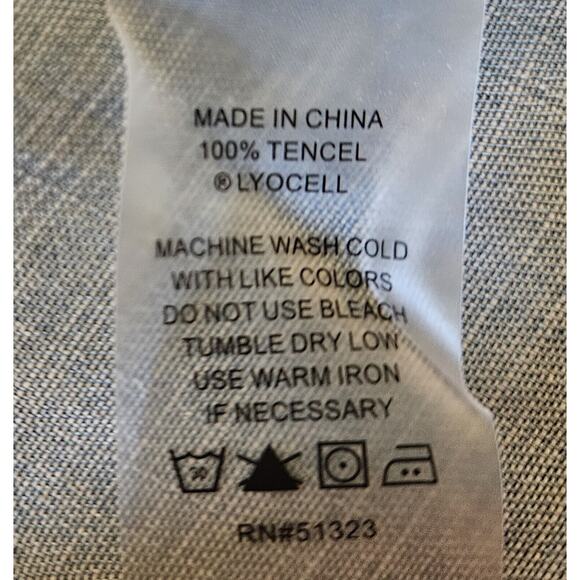 MADE IN CHINA
100% TENCEL
® LYOCELL
MACHINE WASH COLD
WITH LIKE COLORS
DO NOT USE BLEACH
TUMBLE DRY LOW
USE WARM IRON
IF NECESSARY
30
RN#51323